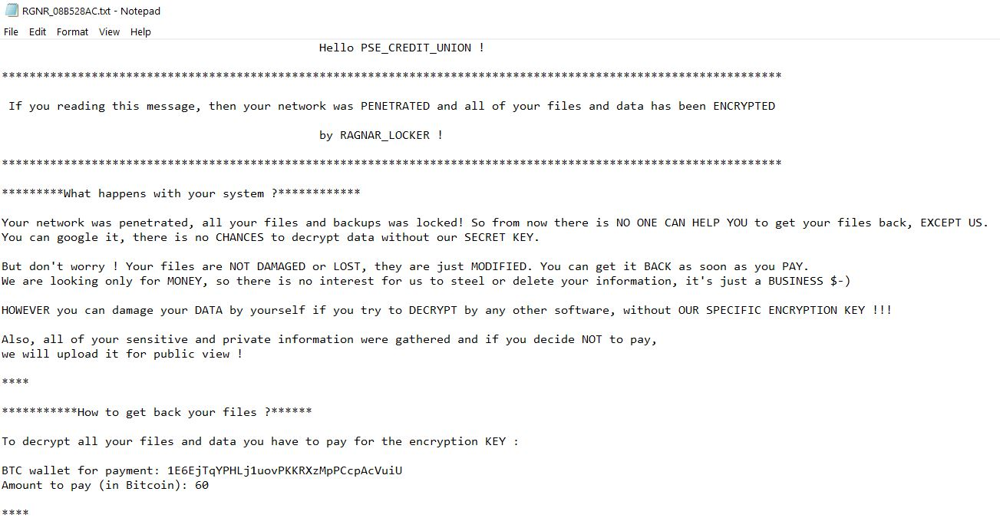 RGNR_08B528AC.txt - Notepad
File Edit Format View Help
Hello PSE_CREDIT_UNION !
*****************************************************************************************************************
If you reading this message, then your network was PENETRATED and all of your files and data has been ENCRYPTED
by RAGNAR_LOCKER !
*****************************************************************************************************************
*********What happens with your system ?************
Your network was penetrated, all your files and backups was locked! So from now there is NO ONE CAN HELP YOU to get your files back, EXCEPT US.
You can google it, there is no CHANCES to decrypt data without our SECRET KEY.
But don't worry ! Your files are NOT DAMAGED or LOST, they are just MODIFIED. You can get it BACK as soon as you PAY.
We are looking only for MONEY, so there is no interest for us to steel or delete your information, it's just a BUSINESS $-)
HOWEVER you can damage your DATA by yourself if you try to DECRYPT by any other software, without OUR SPECIFIC ENCRYPTION KEY !!!
Also, all of your sensitive and private information were gathered and if you decide NOT to pay,
we will upload it for public view !
****
***********How to get back your files ?******
To decrypt all your files and data you have to pay for the encryption KEY :
BTC wallet for payment: 1E6EjTqYPHLj1uovPKKRXzMpPCcpAcVuiU
Amount to pay (in Bitcoin): 60
****